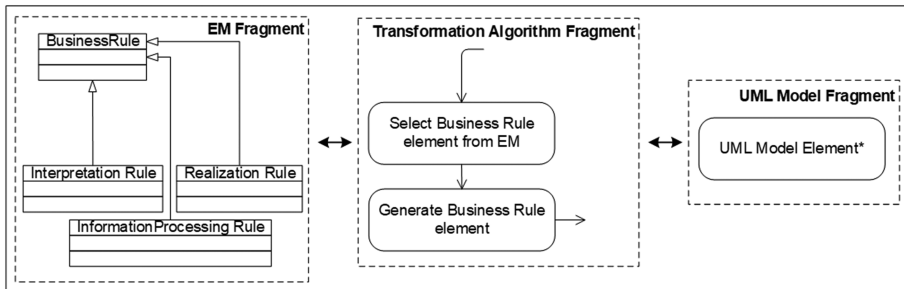 EM Fragment
BusinessRule
Interpretation Rule
Realization Rule
InformationProcessing Rule
Transformation Algorithm Fragment
Select Business Rule
element from EM
Generate Business Rule
element
UML Model Fragment
UML Model Element*